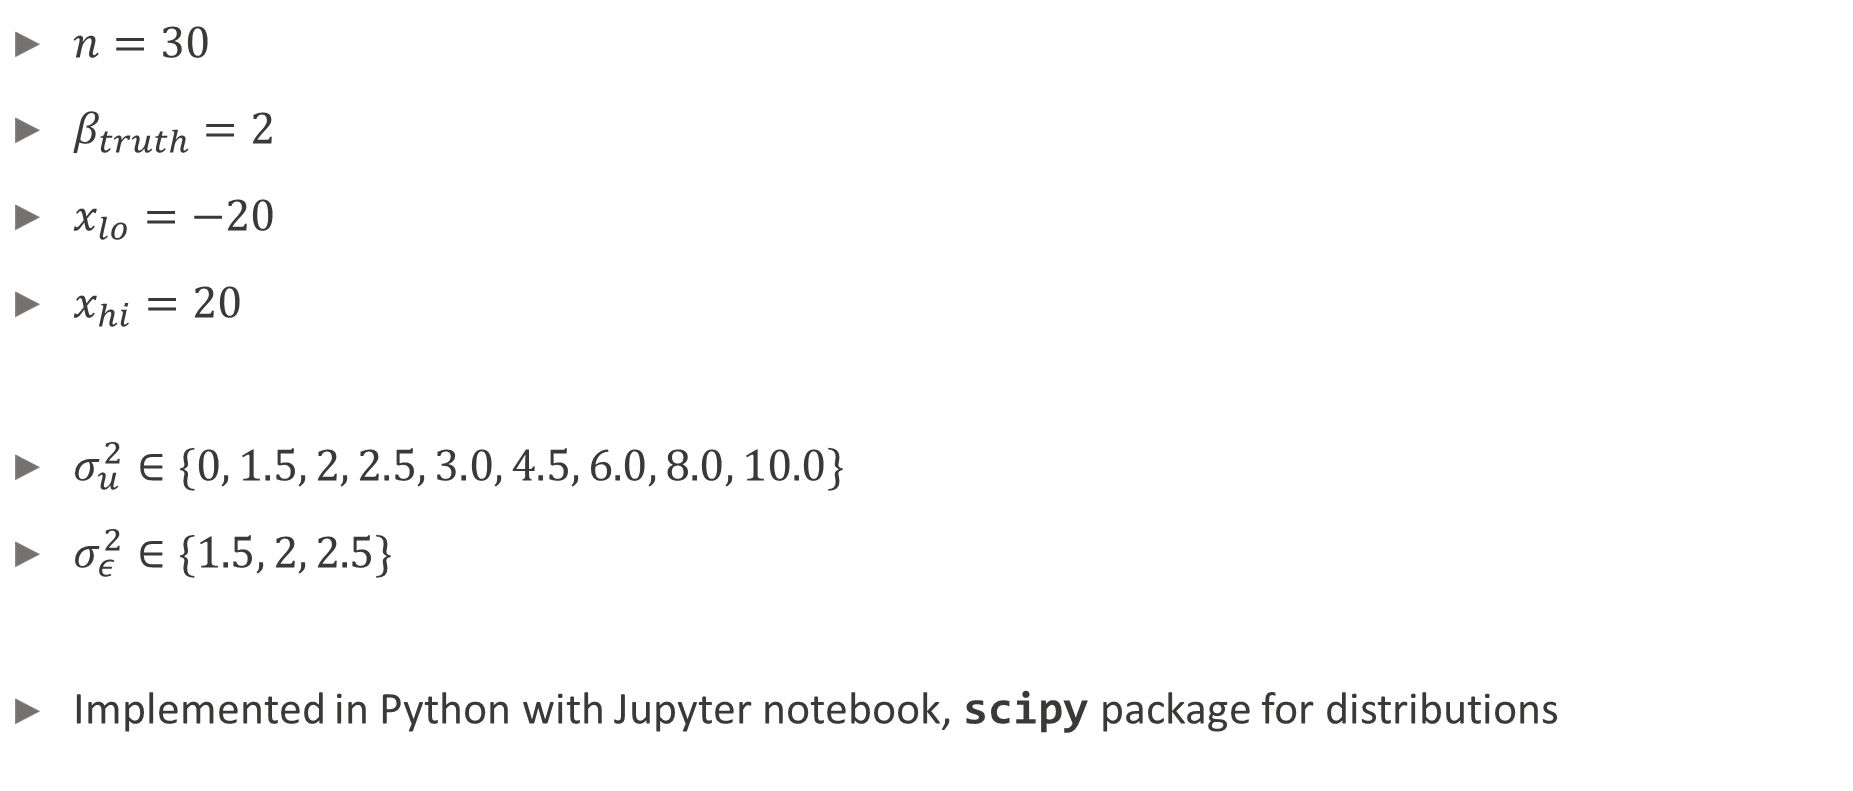 ▶ n = 30
▶ β_truth = 2
▶ x_lo = −20
▶ x_hi = 20
▶ σ_u^2 ∈ {0, 1.5, 2, 2.5, 3.0, 4.5, 6.0, 8.0, 10.0}
▶ σ_ϵ^2 ∈ {1.5, 2, 2.5}
▶ Implemented in Python with Jupyter notebook, scipy package for distributions